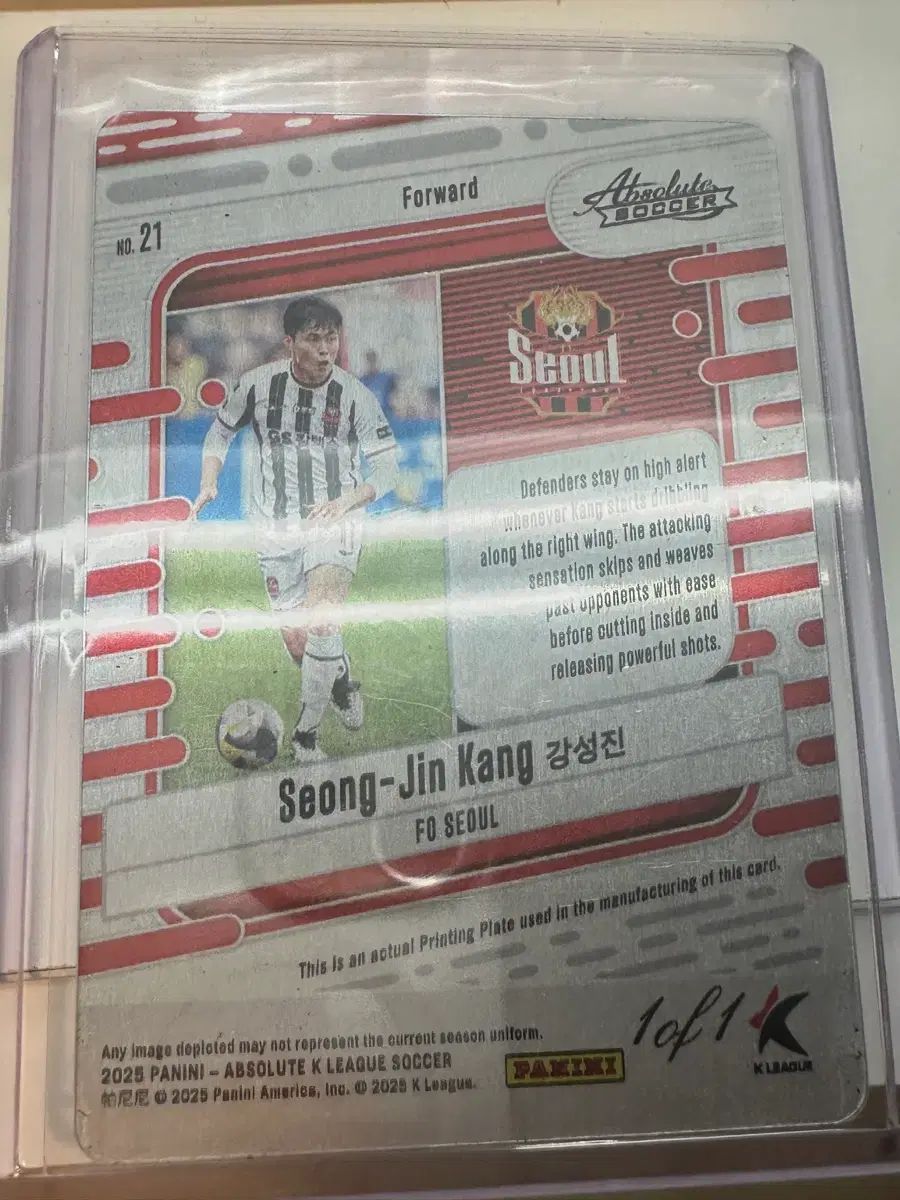 Forward
Absolute
SOCCER
NO. 21
Seoul
Defenders stay on high alert
whenever Kang starts dribbling
along the right wing. The attacking
sensation skips and weaves
past opponents with ease
before cutting inside and
releasing powerful shots.
Seong-Jin Kang 강성진
FC SEOUL
This is an actual Printing Plate used in the manufacturing of this card.
1 of 1
K LEAGUE
Any image depicted may not represent the current season uniform.
2025 PANINI – ABSOLUTE K LEAGUE SOCCER
PANINI
帕尼尼 © 2025 Panini America, Inc. © 2025 K League.